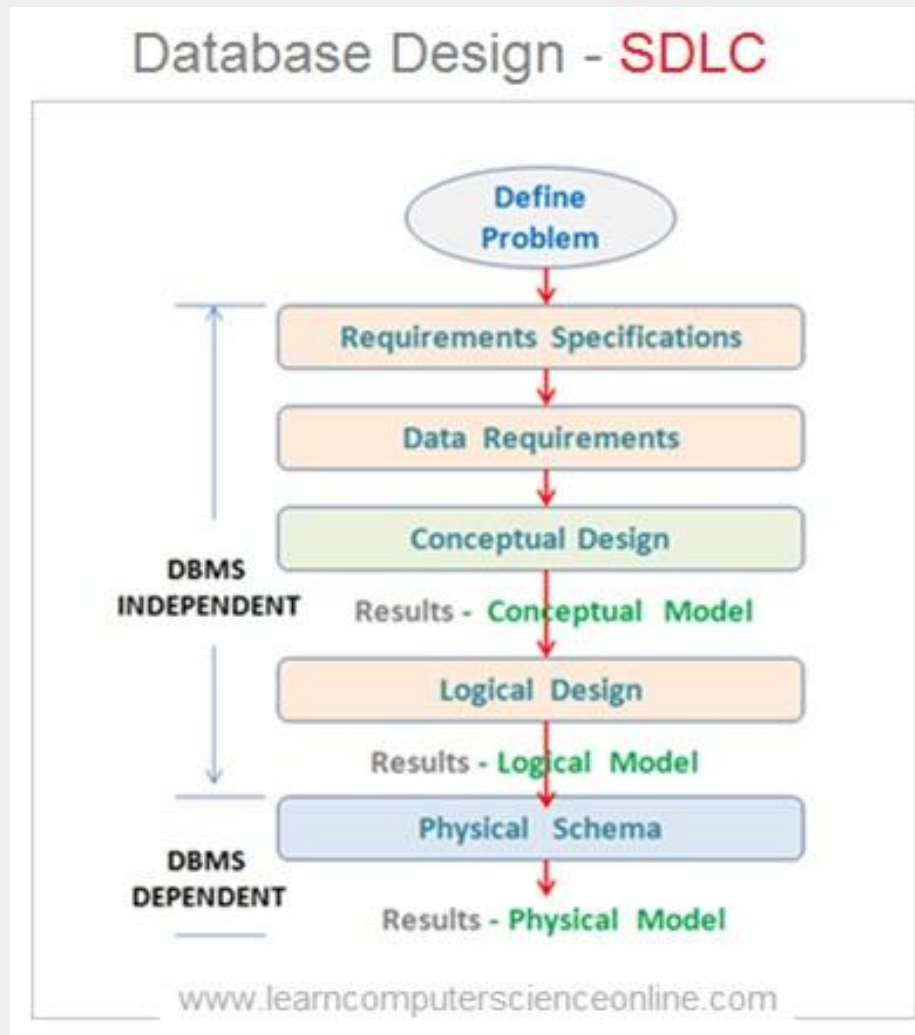 Database Design - SDLC
Define
Problem
Requirements Specifications
Data Requirements
Conceptual Design
DBMS
INDEPENDENT
Results - Conceptual Model
Logical Design
Results - Logical Model
Physical Schema
DBMS
DEPENDENT
Results - Physical Model
www.learncomputerscienceonline.com